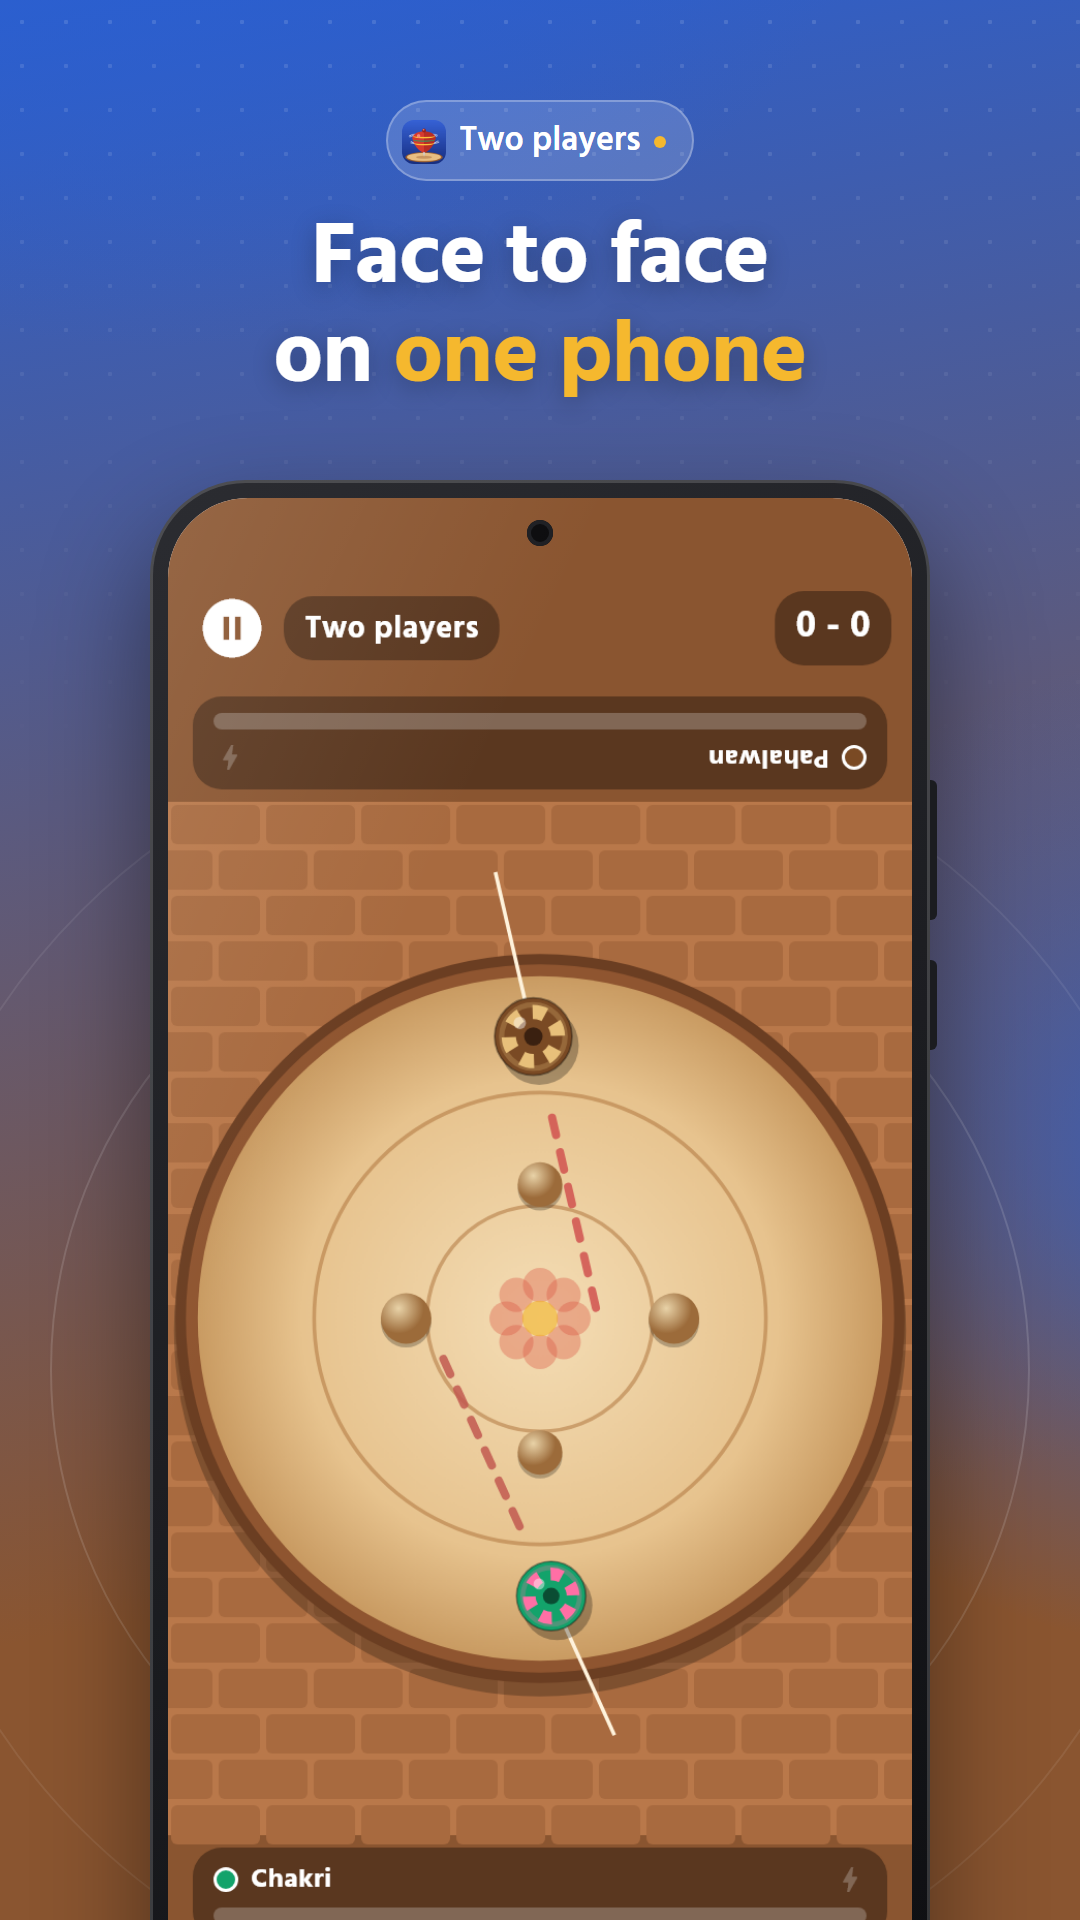 Two players
Face to face
on one phone
Two players
0 - 0
Pahalwan
Chakri